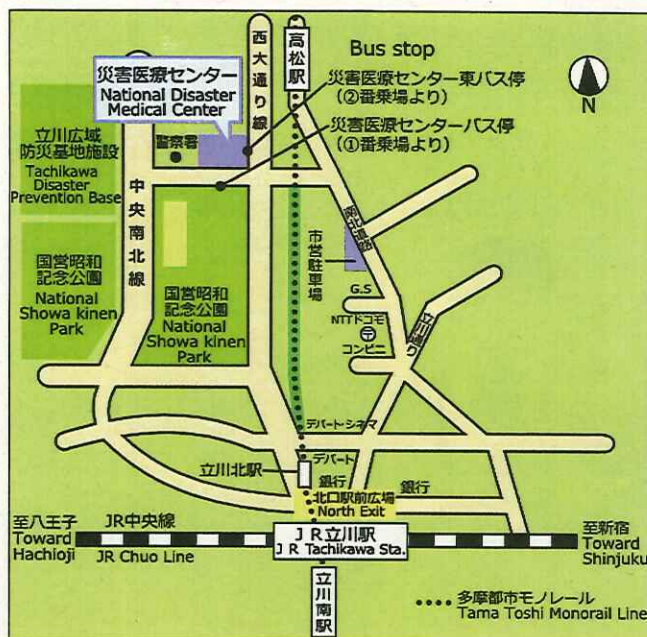 西大通り線
高松駅
Bus stop
災害医療センター
National Disaster
Medical Center
災害医療センター東バス停
(②番乗場より)
災害医療センターバス停
(①番乗場より)
N
立川広域
防災基地施設
Tachikawa
Disaster
Prevention Base
警察署
中央南北線
市営駐車場
国営昭和
記念公園
National
Showa kinen
Park
国営昭和
記念公園
National
Showa kinen
Park
G.S
NTTドコモ
〒
コンビニ
立川通り
デパート・シネマ
デパート
立川北駅
銀行
北口駅前広場
North Exit
銀行
至八王子
Toward
Hachioji
JR中央線
JR Chuo Line
JR立川駅
JR Tachikawa Sta.
至新宿
Toward
Shinjuku
立川南駅
多摩都市モノレール
Tama Toshi Monorail Line